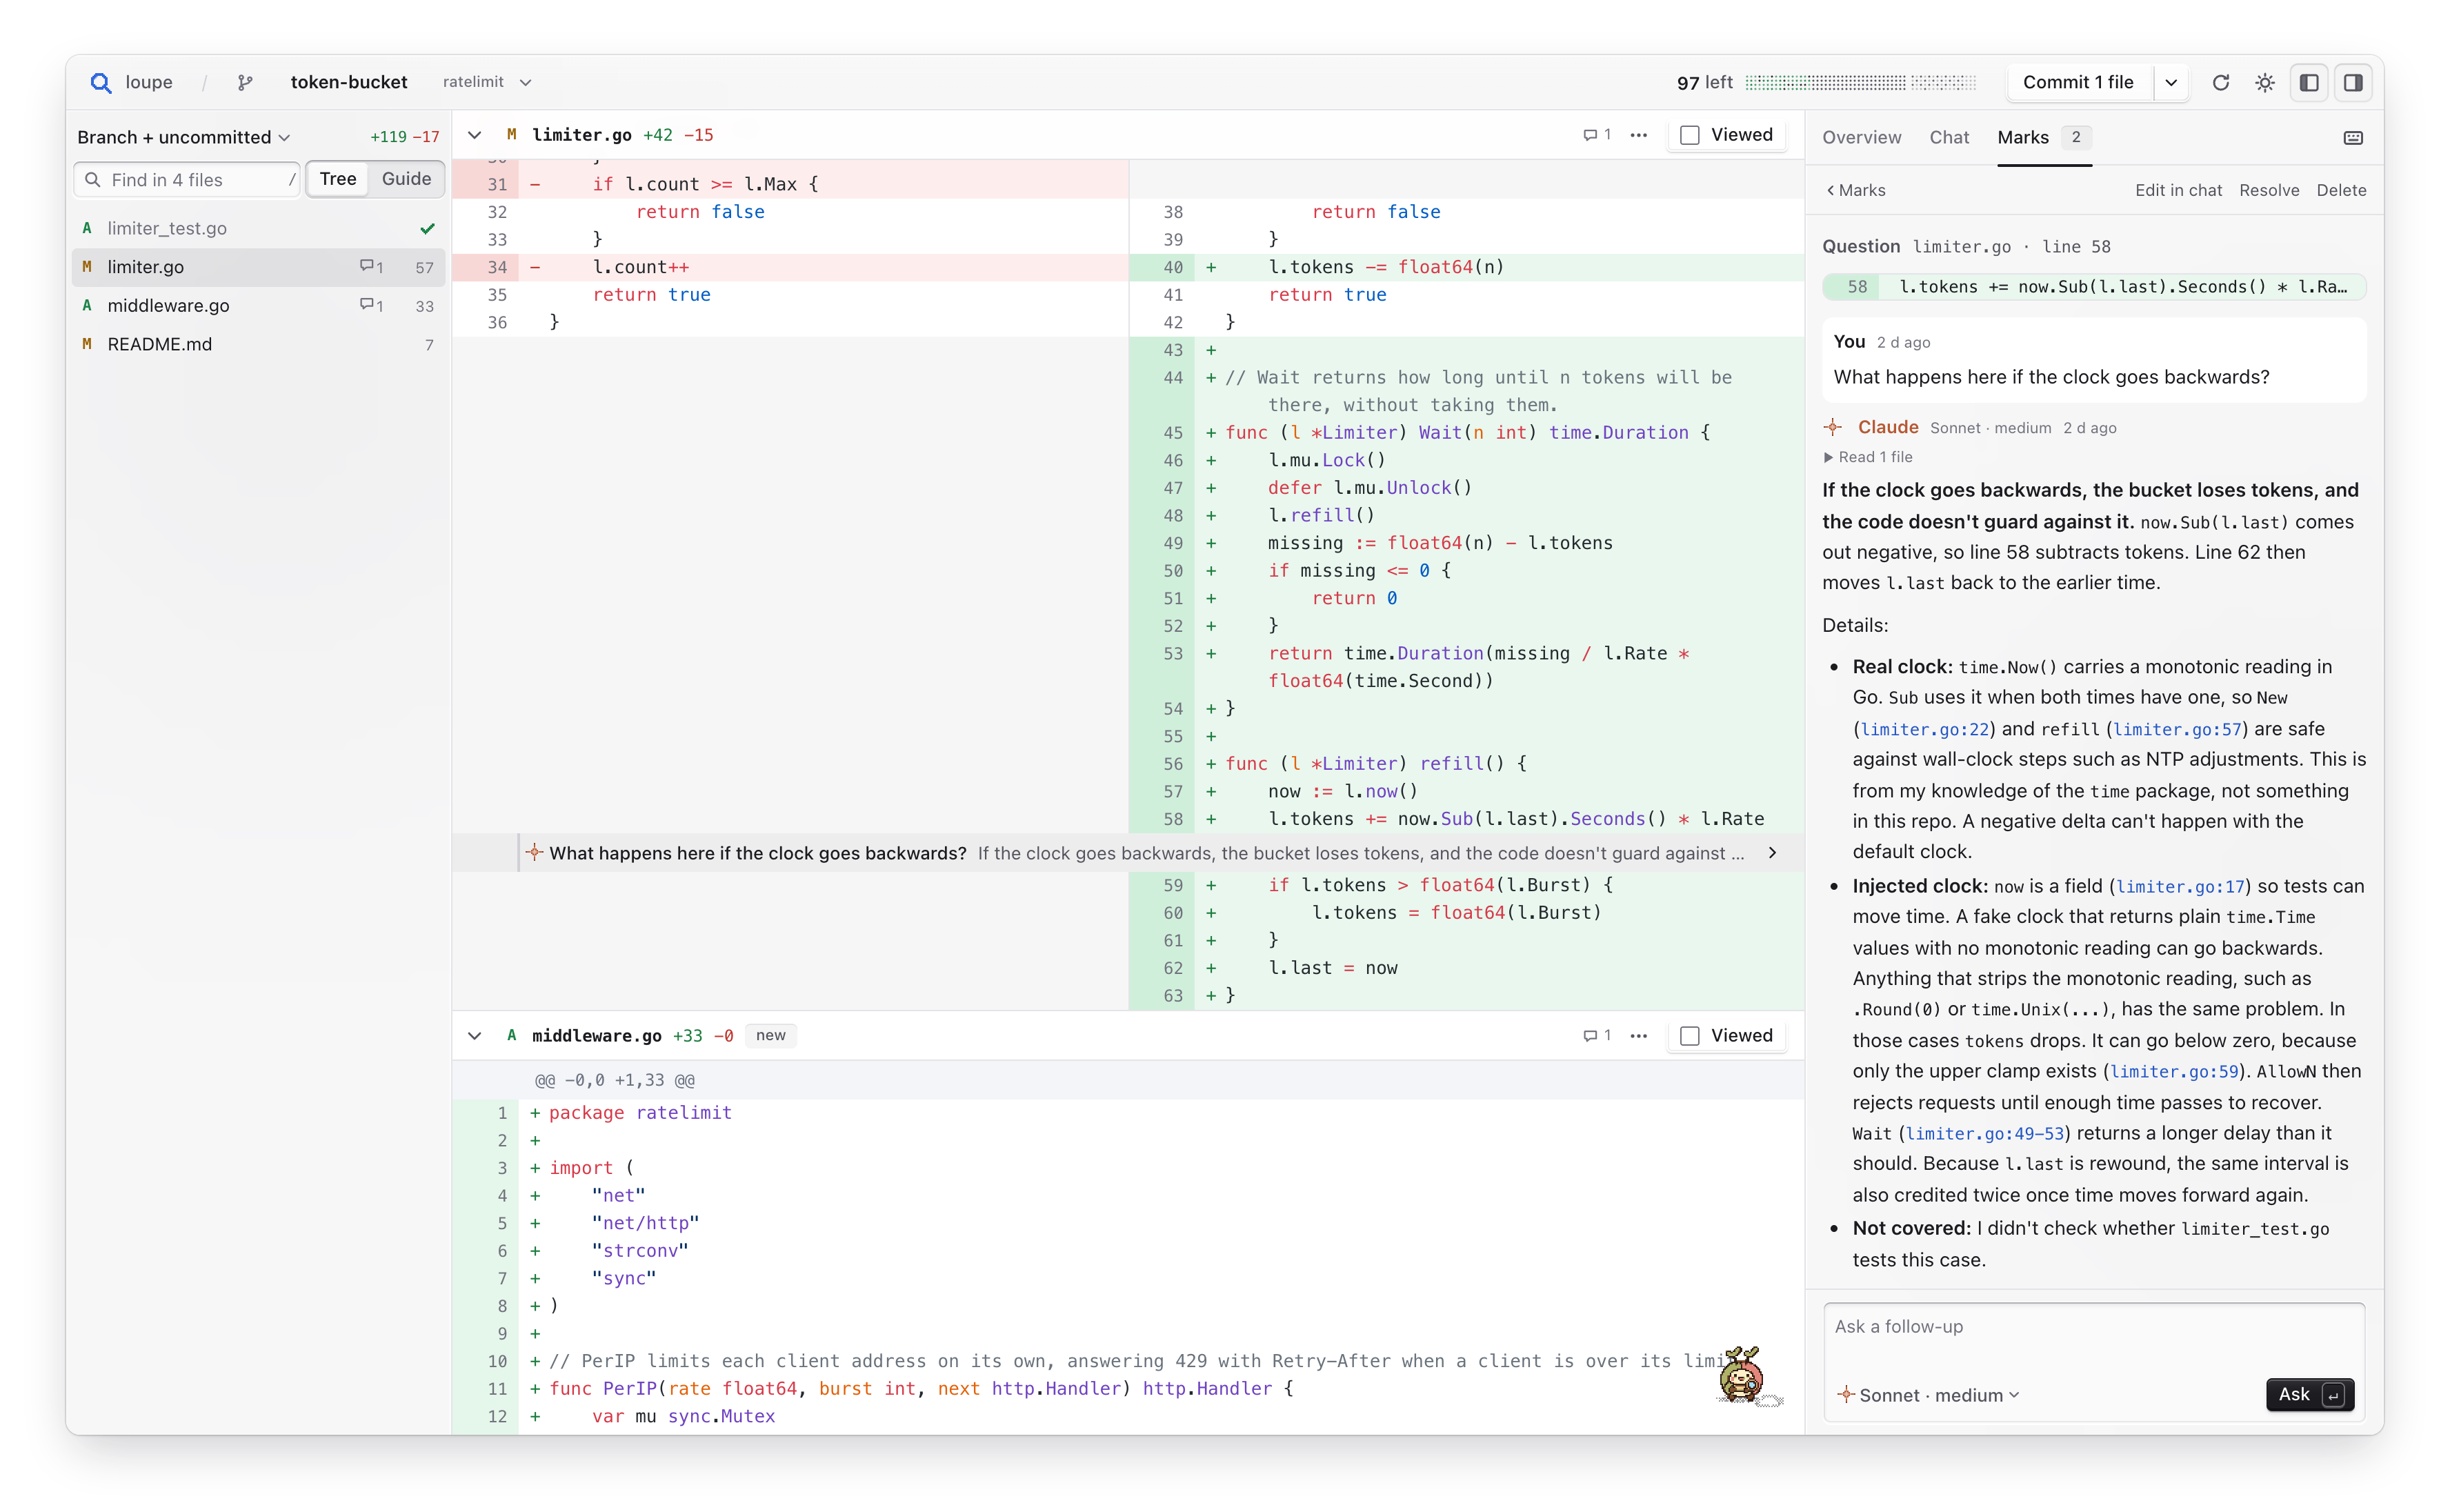 loupe / token-bucket ratelimit
97 left
Commit 1 file
Branch + uncommitted +119 −17
Find in 4 files /
Tree Guide
A limiter_test.go
M limiter.go 1 57
A middleware.go 1 33
M README.md 7
M limiter.go +42 −15
1 ••• Viewed
31 − if l.count >= l.Max {
32 return false
33 }
34 − l.count++
35 return true
36 }
38 return false
39 }
40 + l.tokens −= float64(n)
41 return true
42 }
43 +
44 + // Wait returns how long until n tokens will be
there, without taking them.
45 + func (l *Limiter) Wait(n int) time.Duration {
46 + l.mu.Lock()
47 + defer l.mu.Unlock()
48 + l.refill()
49 + missing := float64(n) − l.tokens
50 + if missing <= 0 {
51 + return 0
52 + }
53 + return time.Duration(missing / l.Rate *
float64(time.Second))
54 + }
55 +
56 + func (l *Limiter) refill() {
57 + now := l.now()
58 + l.tokens += now.Sub(l.last).Seconds() * l.Rate
What happens here if the clock goes backwards? If the clock goes backwards, the bucket loses tokens, and the code doesn't guard against ...
59 + if l.tokens > float64(l.Burst) {
60 + l.tokens = float64(l.Burst)
61 + }
62 + l.last = now
63 + }
A middleware.go +33 −0 new
1 ••• Viewed
@@ −0,0 +1,33 @@
1 + package ratelimit
2 +
3 + import (
4 + "net"
5 + "net/http"
6 + "strconv"
7 + "sync"
8 + )
9 +
10 + // PerIP limits each client address on its own, answering 429 with Retry−After when a client is over its limi
11 + func PerIP(rate float64, burst int, next http.Handler) http.Handler {
12 + var mu sync.Mutex
Overview Chat Marks 2
Marks Edit in chat Resolve Delete
Question limiter.go · line 58
58 l.tokens += now.Sub(l.last).Seconds() * l.Ra…
You 2 d ago
What happens here if the clock goes backwards?
Claude Sonnet · medium 2 d ago
Read 1 file
If the clock goes backwards, the bucket loses tokens, and
the code doesn't guard against it. now.Sub(l.last) comes
out negative, so line 58 subtracts tokens. Line 62 then
moves l.last back to the earlier time.
Details:
• Real clock: time.Now() carries a monotonic reading in
Go. Sub uses it when both times have one, so New
(limiter.go:22) and refill (limiter.go:57) are safe
against wall-clock steps such as NTP adjustments. This is
from my knowledge of the time package, not something
in this repo. A negative delta can't happen with the
default clock.
• Injected clock: now is a field (limiter.go:17) so tests can
move time. A fake clock that returns plain time.Time
values with no monotonic reading can go backwards.
Anything that strips the monotonic reading, such as
.Round(0) or time.Unix(...), has the same problem. In
those cases tokens drops. It can go below zero, because
only the upper clamp exists (limiter.go:59). AllowN then
rejects requests until enough time passes to recover.
Wait (limiter.go:49–53) returns a longer delay than it
should. Because l.last is rewound, the same interval is
also credited twice once time moves forward again.
• Not covered: I didn't check whether limiter_test.go
tests this case.
Ask a follow-up
Sonnet · medium
Ask